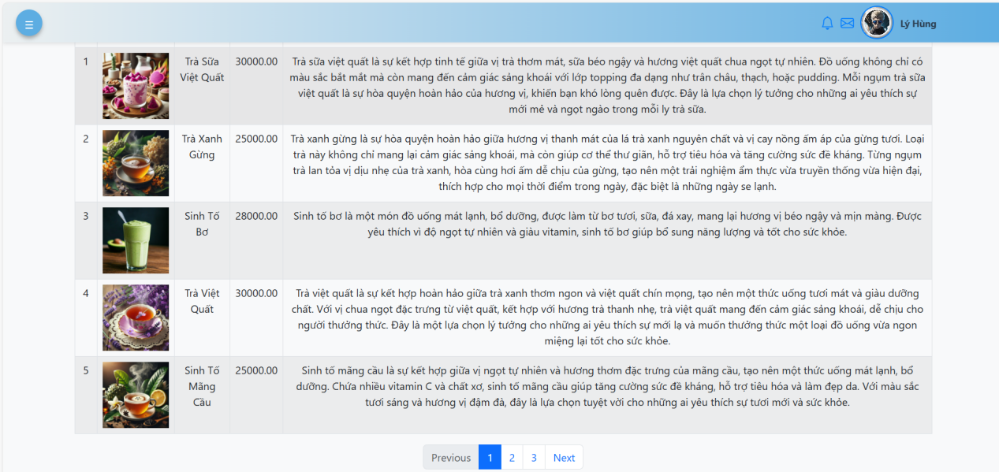 Lý Hùng
1
Trà Sữa
Việt Quất
30000.00
Trà sữa việt quất là sự kết hợp tinh tế giữa vị trà thơm mát, sữa béo ngậy và hương việt quất chua ngọt tự nhiên. Đồ uống không chỉ có
màu sắc bắt mắt mà còn mang đến cảm giác sảng khoái với lớp topping đa dạng như trân châu, thạch, hoặc pudding. Mỗi ngụm trà sữa
việt quất là sự hòa quyện hoàn hảo của hương vị, khiến bạn khó lòng quên được. Đây là lựa chọn lý tưởng cho những ai yêu thích sự
mới mẻ và ngọt ngào trong mỗi ly trà sữa.
2
Trà Xanh
Gừng
25000.00
Trà xanh gừng là sự hòa quyện hoàn hảo giữa hương vị thanh mát của lá trà xanh nguyên chất và vị cay nồng ấm áp của gừng tươi. Loại
trà này không chỉ mang lại cảm giác sảng khoái, mà còn giúp cơ thể thư giãn, hỗ trợ tiêu hóa và tăng cường sức đề kháng. Từng ngụm
trà lan tỏa vị dịu nhẹ của trà xanh, hòa cùng hơi ấm dễ chịu của gừng, tạo nên một trải nghiệm ẩm thực vừa truyền thống vừa hiện đại,
thích hợp cho mọi thời điểm trong ngày, đặc biệt là những ngày se lạnh.
3
Sinh Tố
Bơ
28000.00
Sinh tố bơ là một món đồ uống mát lạnh, bổ dưỡng, được làm từ bơ tươi, sữa, đá xay, mang lại hương vị béo ngậy và mịn màng. Được
yêu thích vì độ ngọt tự nhiên và giàu vitamin, sinh tố bơ giúp bổ sung năng lượng và tốt cho sức khỏe.
4
Trà Việt
Quất
30000.00
Trà việt quất là sự kết hợp hoàn hảo giữa trà xanh thơm ngon và việt quất chín mọng, tạo nên một thức uống tươi mát và giàu dưỡng
chất. Với vị chua ngọt đặc trưng từ việt quất, kết hợp với hương trà thanh nhẹ, trà việt quất mang đến cảm giác sảng khoái, dễ chịu cho
người thưởng thức. Đây là một lựa chọn lý tưởng cho những ai yêu thích sự mới lạ và muốn thưởng thức một loại đồ uống vừa ngon
miệng lại tốt cho sức khỏe.
5
Sinh Tố
Mãng
Cầu
25000.00
Sinh tố mãng cầu là sự kết hợp giữa vị ngọt tự nhiên và hương thơm đặc trưng của mãng cầu, tạo nên một thức uống mát lạnh, bổ
dưỡng. Chứa nhiều vitamin C và chất xơ, sinh tố mãng cầu giúp tăng cường sức đề kháng, hỗ trợ tiêu hóa và làm đẹp da. Với màu sắc
tươi sáng và hương vị đậm đà, đây là lựa chọn tuyệt vời cho những ai yêu thích sự tươi mới và sức khỏe.
Previous 1 2 3 Next